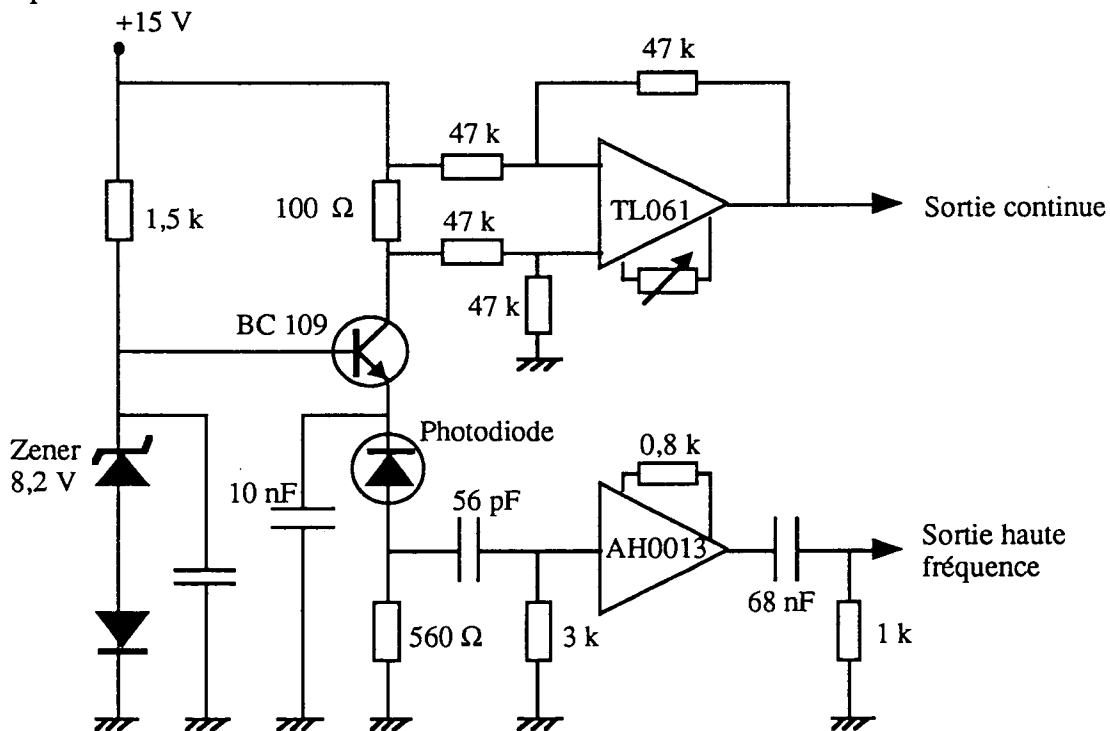 +15 V
47 k
47 k
1,5 k
100 Ω
TL061
Sortie continue
47 k
47 k
BC 109
Photodiode
Zener
8,2 V
10 nF
56 pF
0,8 k
AH0013
Sortie haute
fréquence
68 nF
560 Ω
3 k
1 k